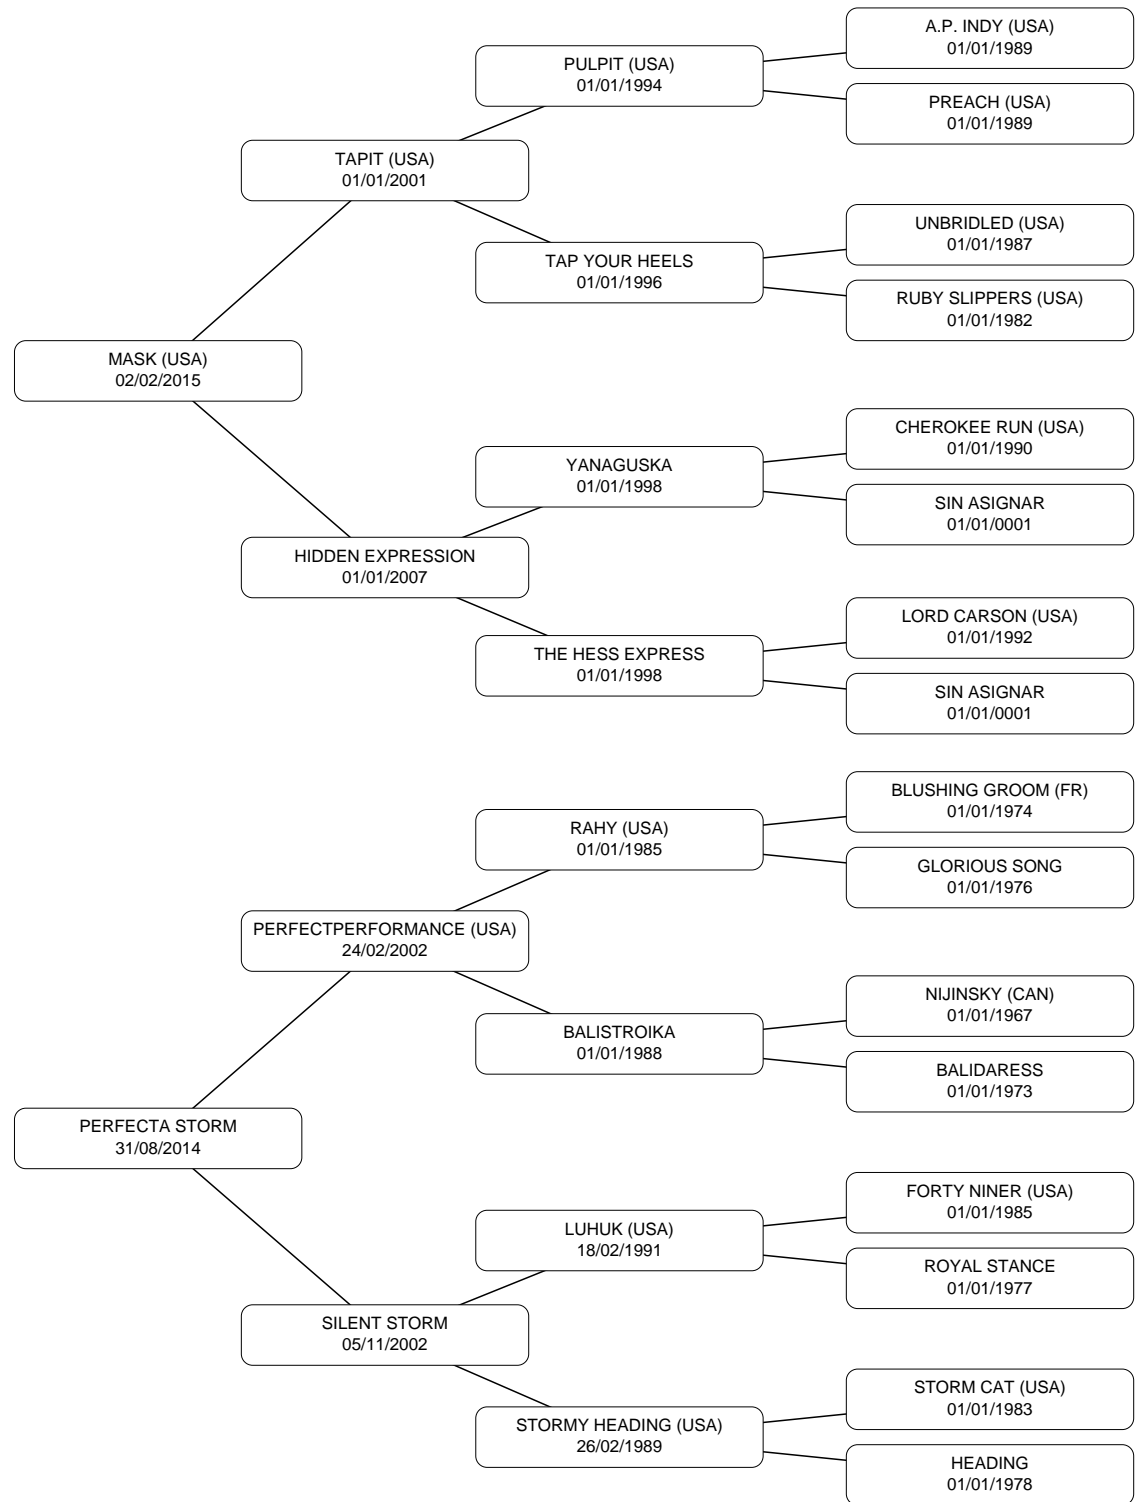 A.P. INDY (USA)
01/01/1989
PULPIT (USA)
01/01/1994
PREACH (USA)
01/01/1989
TAPIT (USA)
01/01/2001
UNBRIDLED (USA)
01/01/1987
TAP YOUR HEELS
01/01/1996
RUBY SLIPPERS (USA)
01/01/1982
MASK (USA)
02/02/2015
CHEROKEE RUN (USA)
01/01/1990
YANAGUSKA
01/01/1998
SIN ASIGNAR
01/01/0001
HIDDEN EXPRESSION
01/01/2007
LORD CARSON (USA)
01/01/1992
THE HESS EXPRESS
01/01/1998
SIN ASIGNAR
01/01/0001
BLUSHING GROOM (FR)
01/01/1974
RAHY (USA)
01/01/1985
GLORIOUS SONG
01/01/1976
PERFECTPERFORMANCE (USA)
24/02/2002
NIJINSKY (CAN)
01/01/1967
BALISTROIKA
01/01/1988
BALIDARESS
01/01/1973
PERFECTA STORM
31/08/2014
FORTY NINER (USA)
01/01/1985
LUHUK (USA)
18/02/1991
ROYAL STANCE
01/01/1977
SILENT STORM
05/11/2002
STORM CAT (USA)
01/01/1983
STORMY HEADING (USA)
26/02/1989
HEADING
01/01/1978